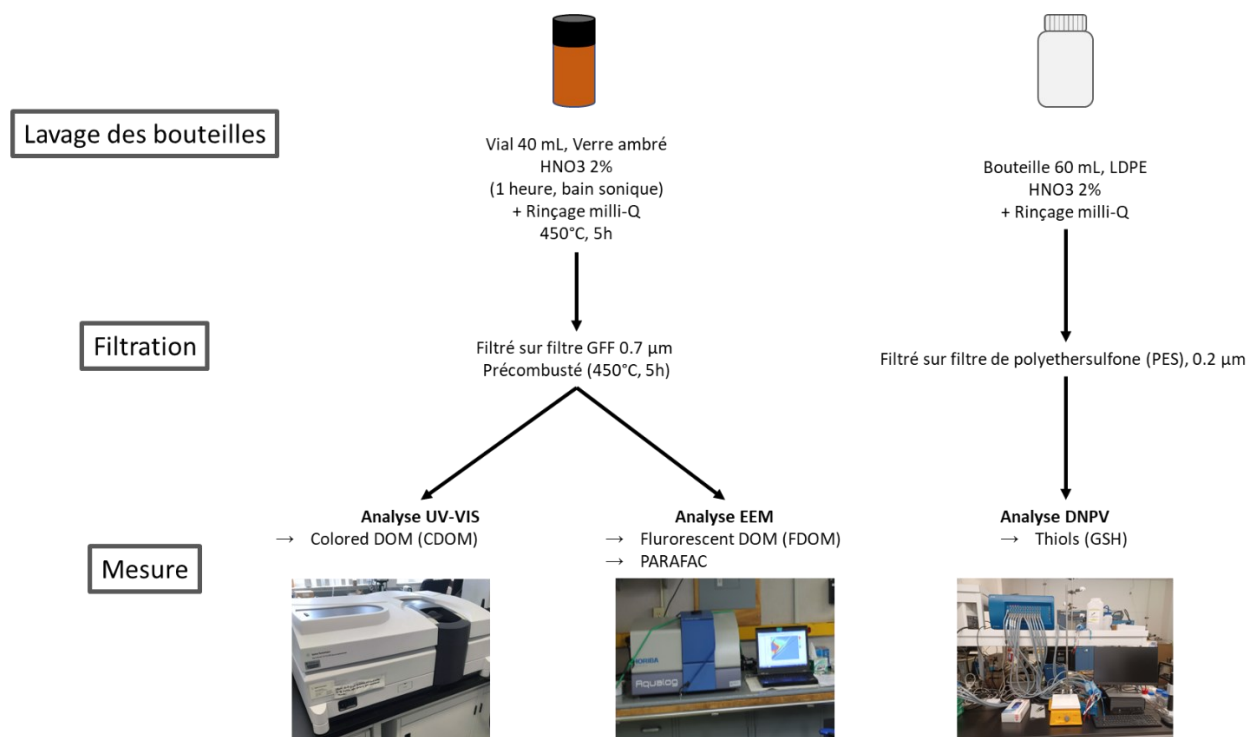 Lavage des bouteilles
Vial 40 mL, Verre ambré
HNO3 2%
(1 heure, bain sonique)
+ Rinçage milli-Q
450°C, 5h
Bouteille 60 mL, LDPE
HNO3 2%
+ Rinçage milli-Q
Filtration
Filtré sur filtre GFF 0.7 µm
Précombusté (450°C, 5h)
Filtré sur filtre de polyethersulfone (PES), 0.2 µm
Mesure
Analyse UV-VIS
→ Colored DOM (CDOM)
Analyse EEM
→ Flurorescent DOM (FDOM)
→ PARAFAC
Analyse DNPV
→ Thiols (GSH)
HORIBA
Aqualog